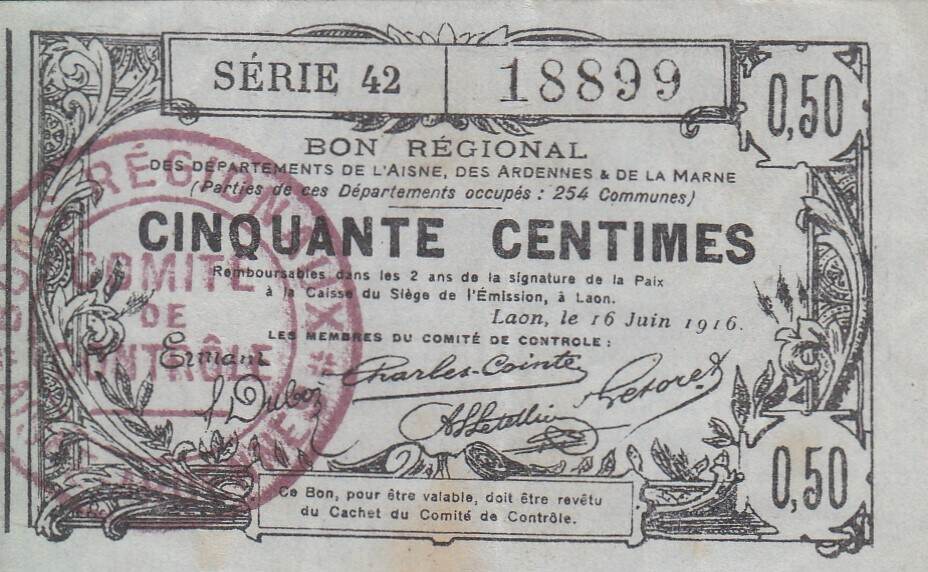 SÉRIE 42
18899
0,50
BON RÉGIONAL
DES DÉPARTEMENTS DE L'AISNE, DES ARDENNES & DE LA MARNE
(Parties de ces Départements occupés : 254 Communes)
CINQUANTE CENTIMES
Remboursables dans les 2 ans de la signature de la Paix
à la Caisse du Siège de l'Émission, à Laon.
Laon, le 16 Juin 1916.
LES MEMBRES DU COMITÉ DE CONTROLE :
Ermant
Charles-Cointe
Dubois
ASLetellier
COMITÉ
DE
CONTRÔLE
0,50
Ce Bon, pour être valable, doit être revêtu
du Cachet du Comité de Contrôle.